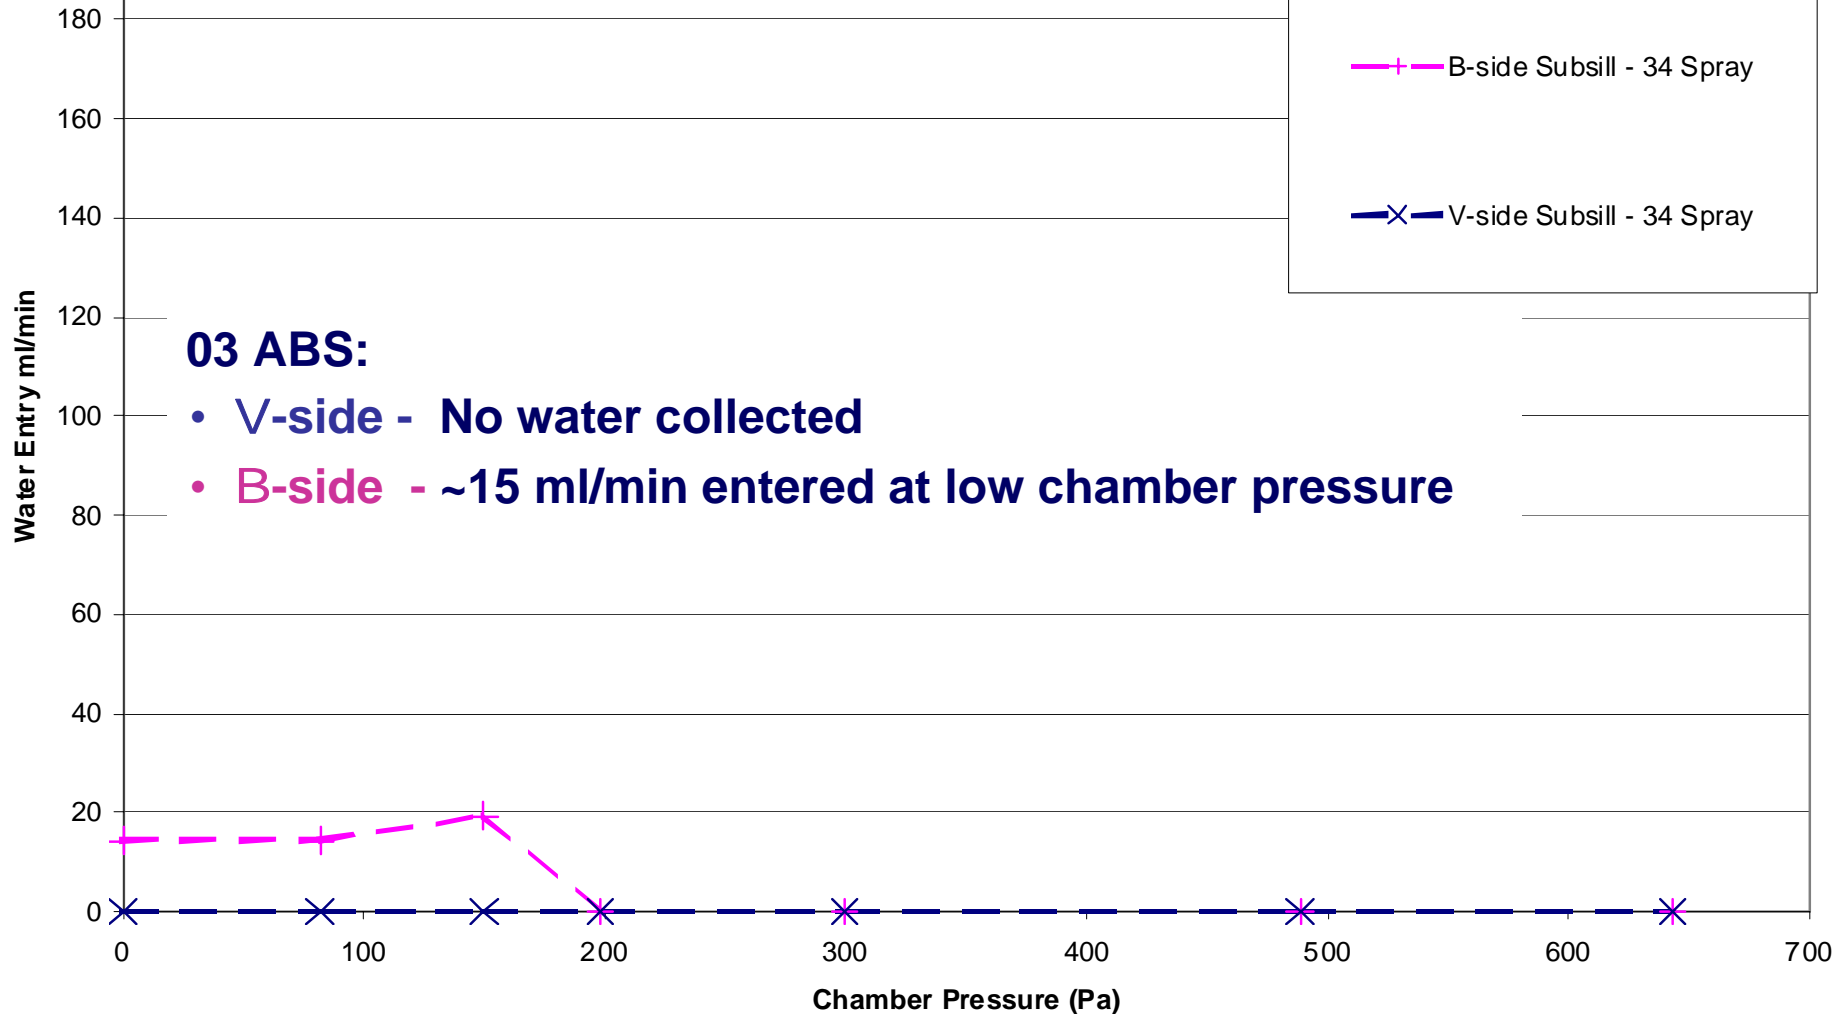 180
B-side Subsill - 34 Spray
160
V-side Subsill - 34 Spray
140
120
03 ABS:
• V-side - No water collected
100
• B-side - ~15 ml/min entered at low chamber pressure
80
60
40
20
0
Water Entry ml/min
0 100 200 300 400 500 600 700
Chamber Pressure (Pa)